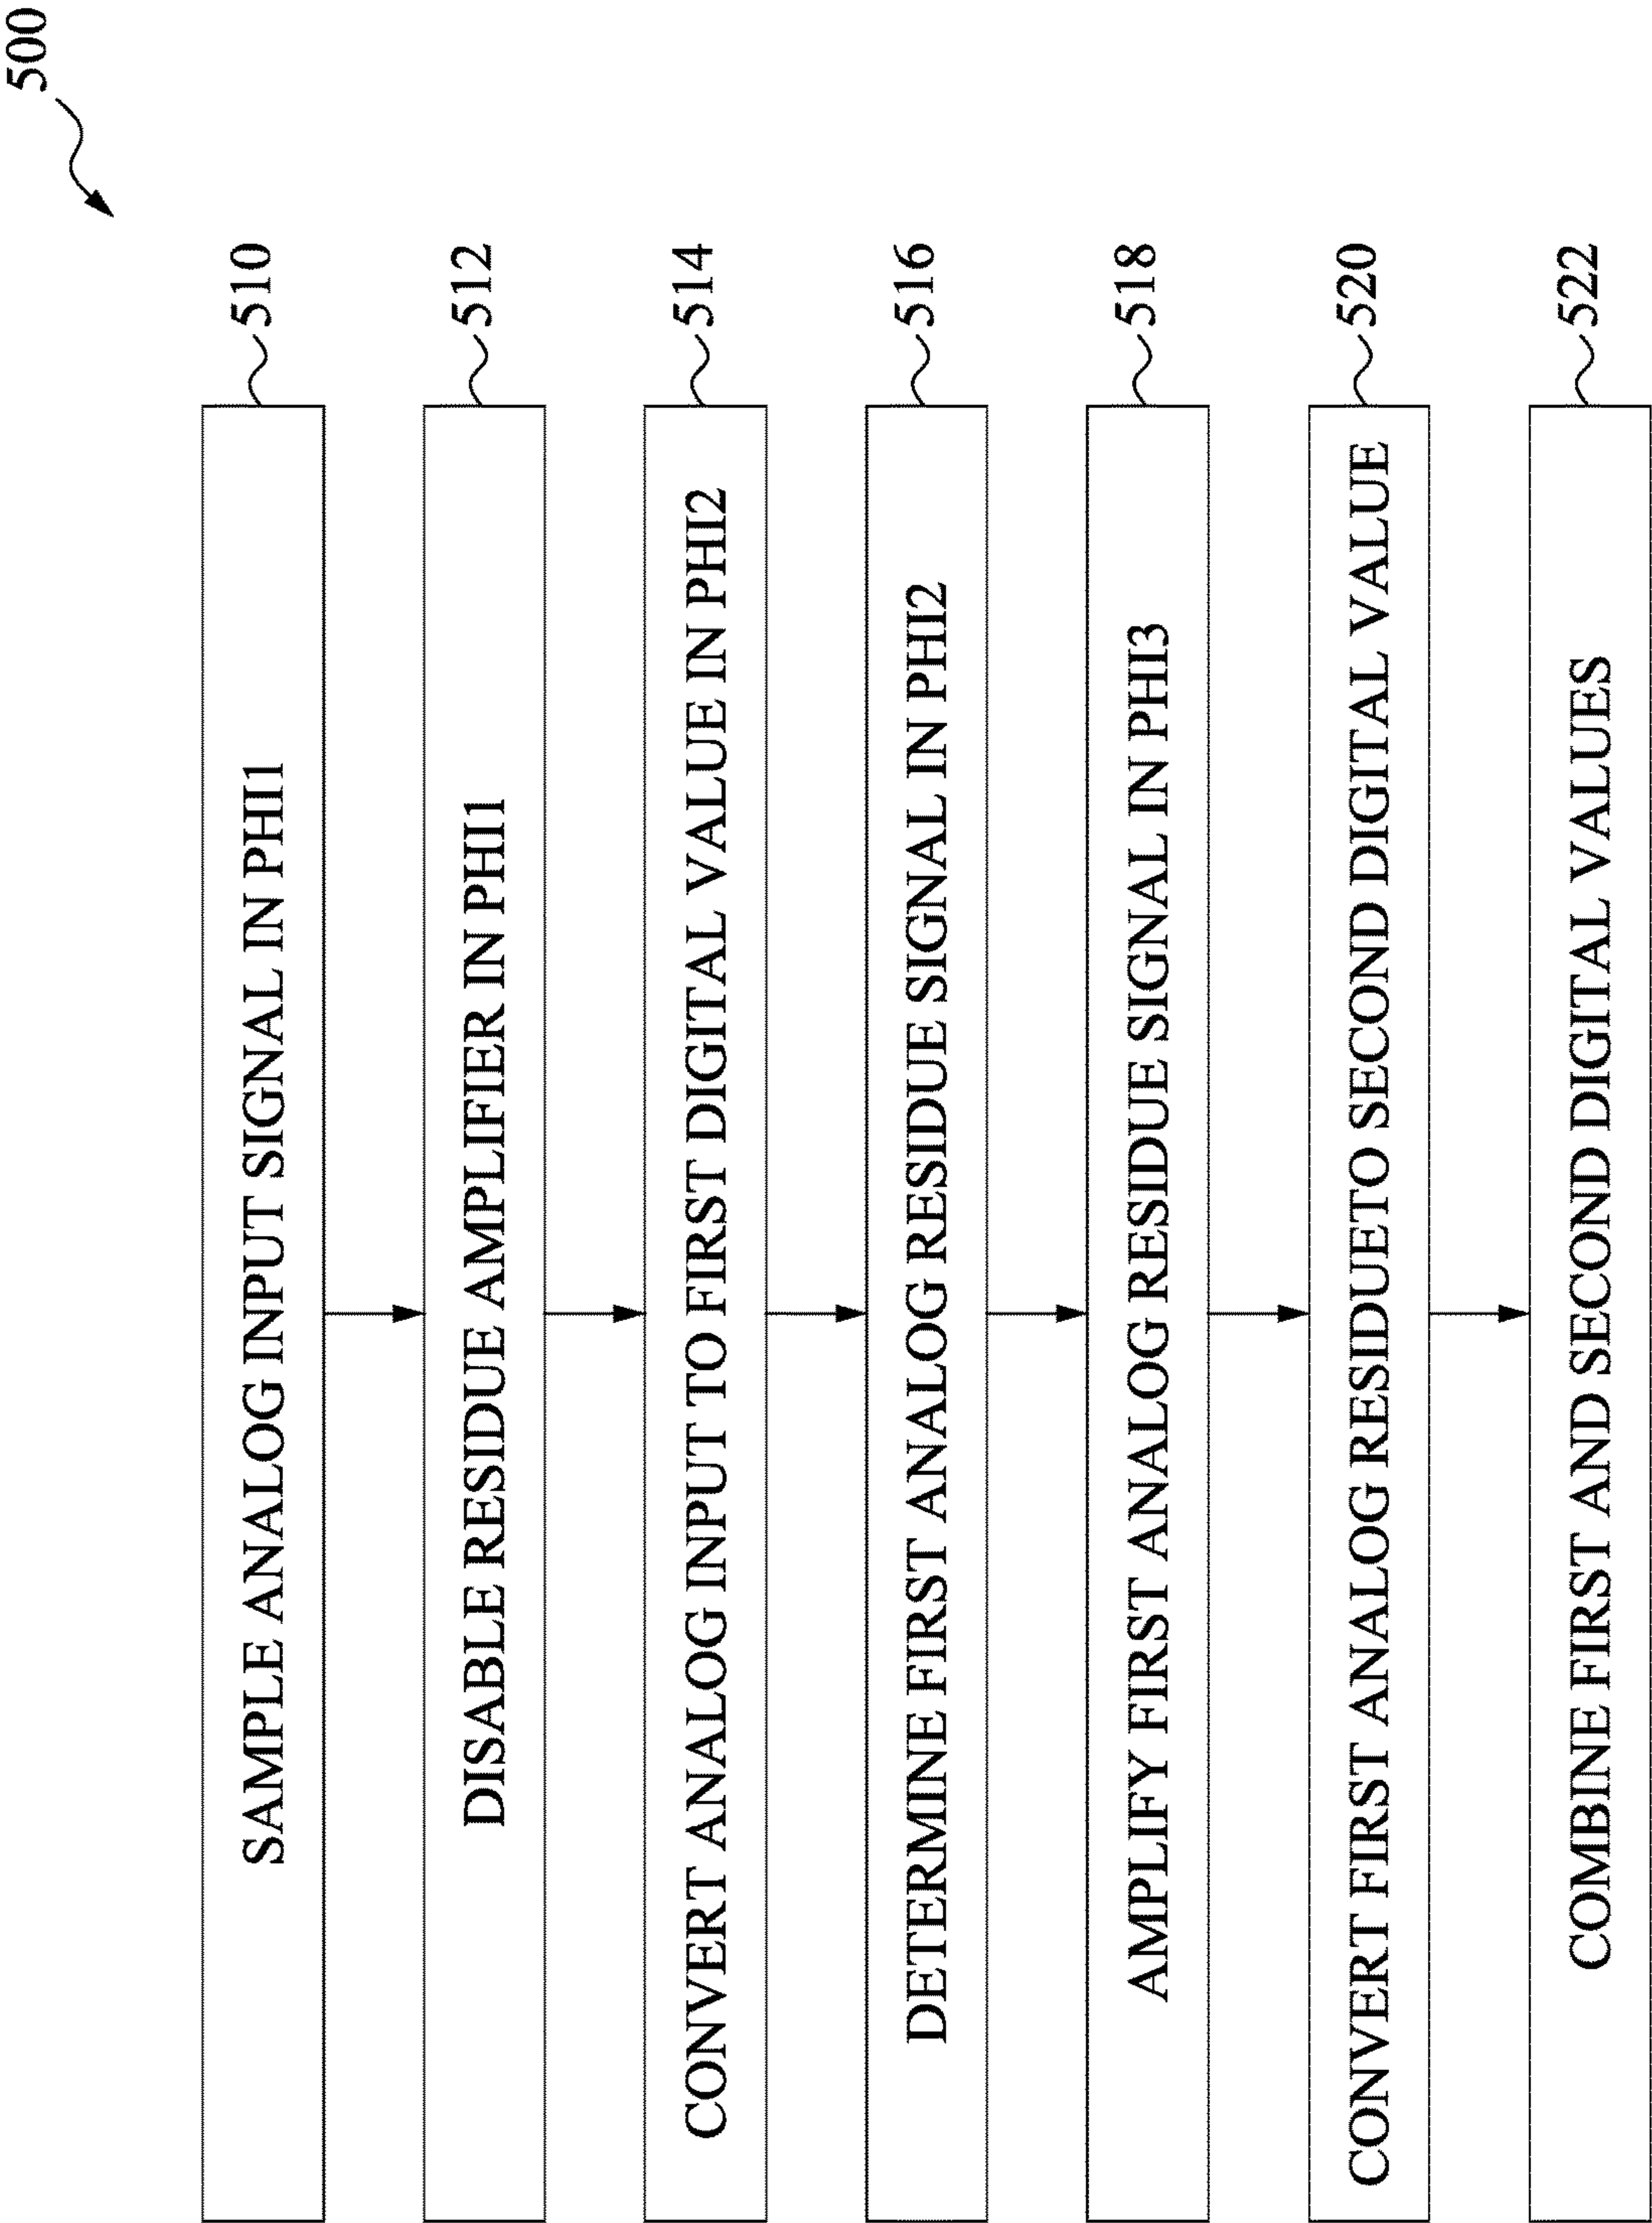 500
SAMPLE ANALOG INPUT SIGNAL IN PHI1
510
DISABLE RESIDUE AMPLIFIER IN PHI1
512
CONVERT ANALOG INPUT TO FIRST DIGITAL VALUE IN PHI2
514
DETERMINE FIRST ANALOG RESIDUE SIGNAL IN PHI2
516
AMPLIFY FIRST ANALOG RESIDUE SIGNAL IN PHI3
518
CONVERT FIRST ANALOG RESIDUETO SECOND DIGITAL VALUE
520
COMBINE FIRST AND SECOND DIGITAL VALUES
522